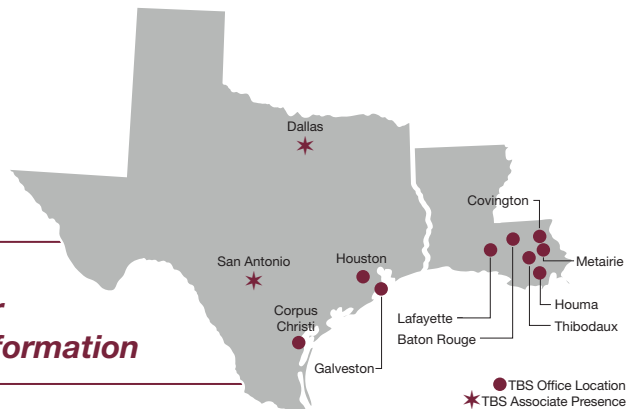 Dallas
Covington
San Antonio
Houston
Metairie
Corpus
Christi
Houma
Lafayette
Thibodaux
Baton Rouge
Galveston
TBS Office Location
TBS Associate Presence